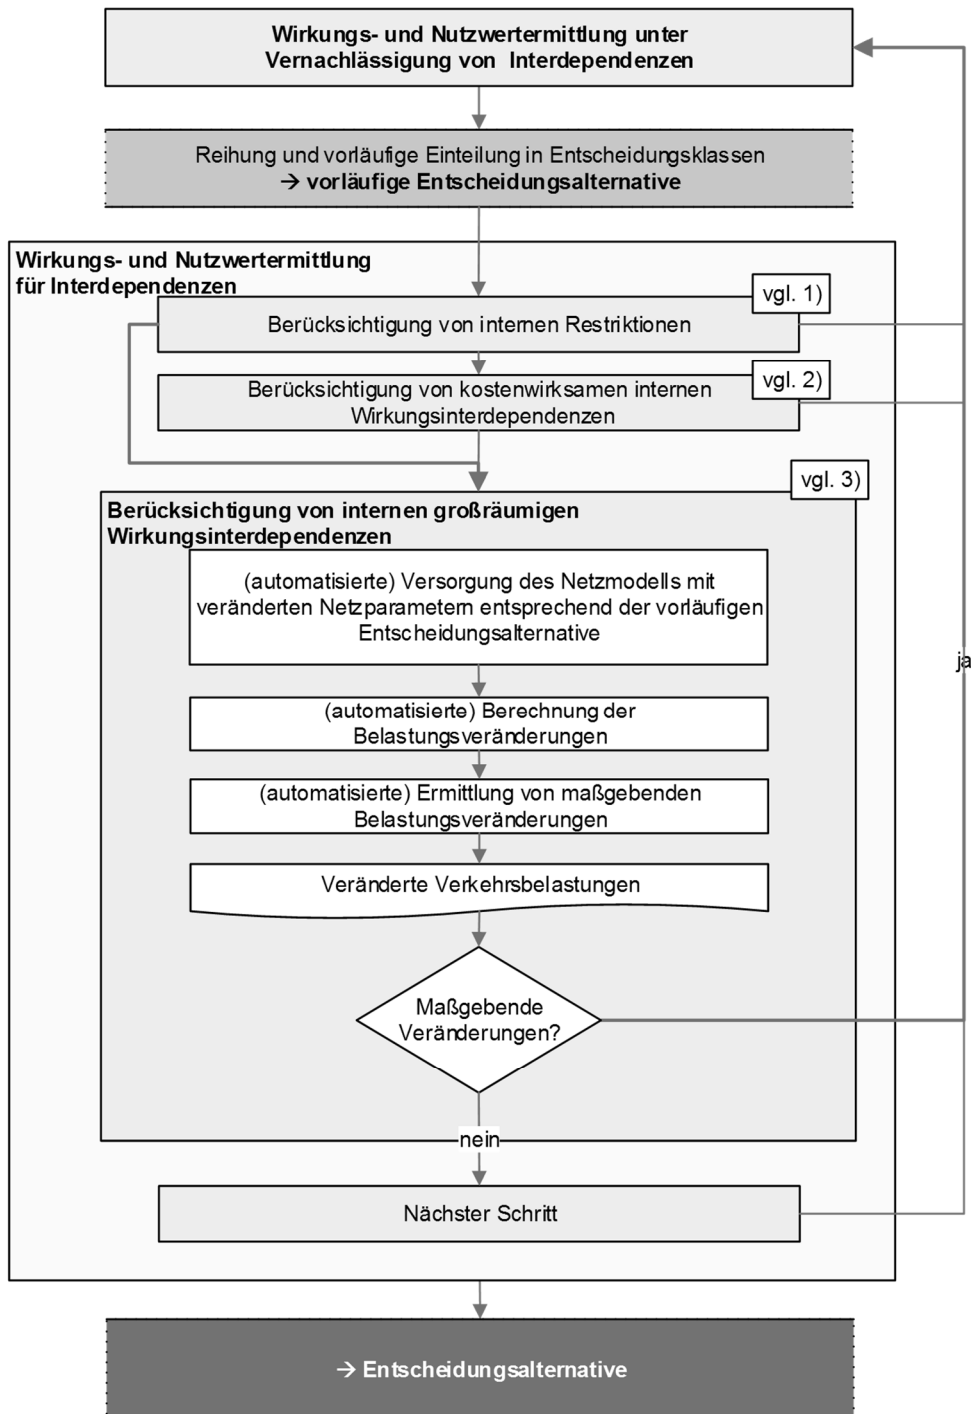 Wirkungs- und Nutzwertermittlung unter
Vernachlässigung von Interdependenzen
Reihung und vorläufige Einteilung in Entscheidungsklassen
→ vorläufige Entscheidungsalternative
Wirkungs- und Nutzwertermittlung
für Interdependenzen
vgl. 1)
Berücksichtigung von internen Restriktionen
vgl. 2)
Berücksichtigung von kostenwirksamen internen
Wirkungsinterdependenzen
vgl. 3)
Berücksichtigung von internen großräumigen
Wirkungsinterdependenzen
(automatisierte) Versorgung des Netzmodells mit
veränderten Netzparametern entsprechend der vorläufigen
Entscheidungsalternative
ja
(automatisierte) Berechnung der
Belastungsveränderungen
(automatisierte) Ermittlung von maßgebenden
Belastungsveränderungen
Veränderte Verkehrsbelastungen
Maßgebende
Veränderungen?
nein
Nächster Schritt
→ Entscheidungsalternative